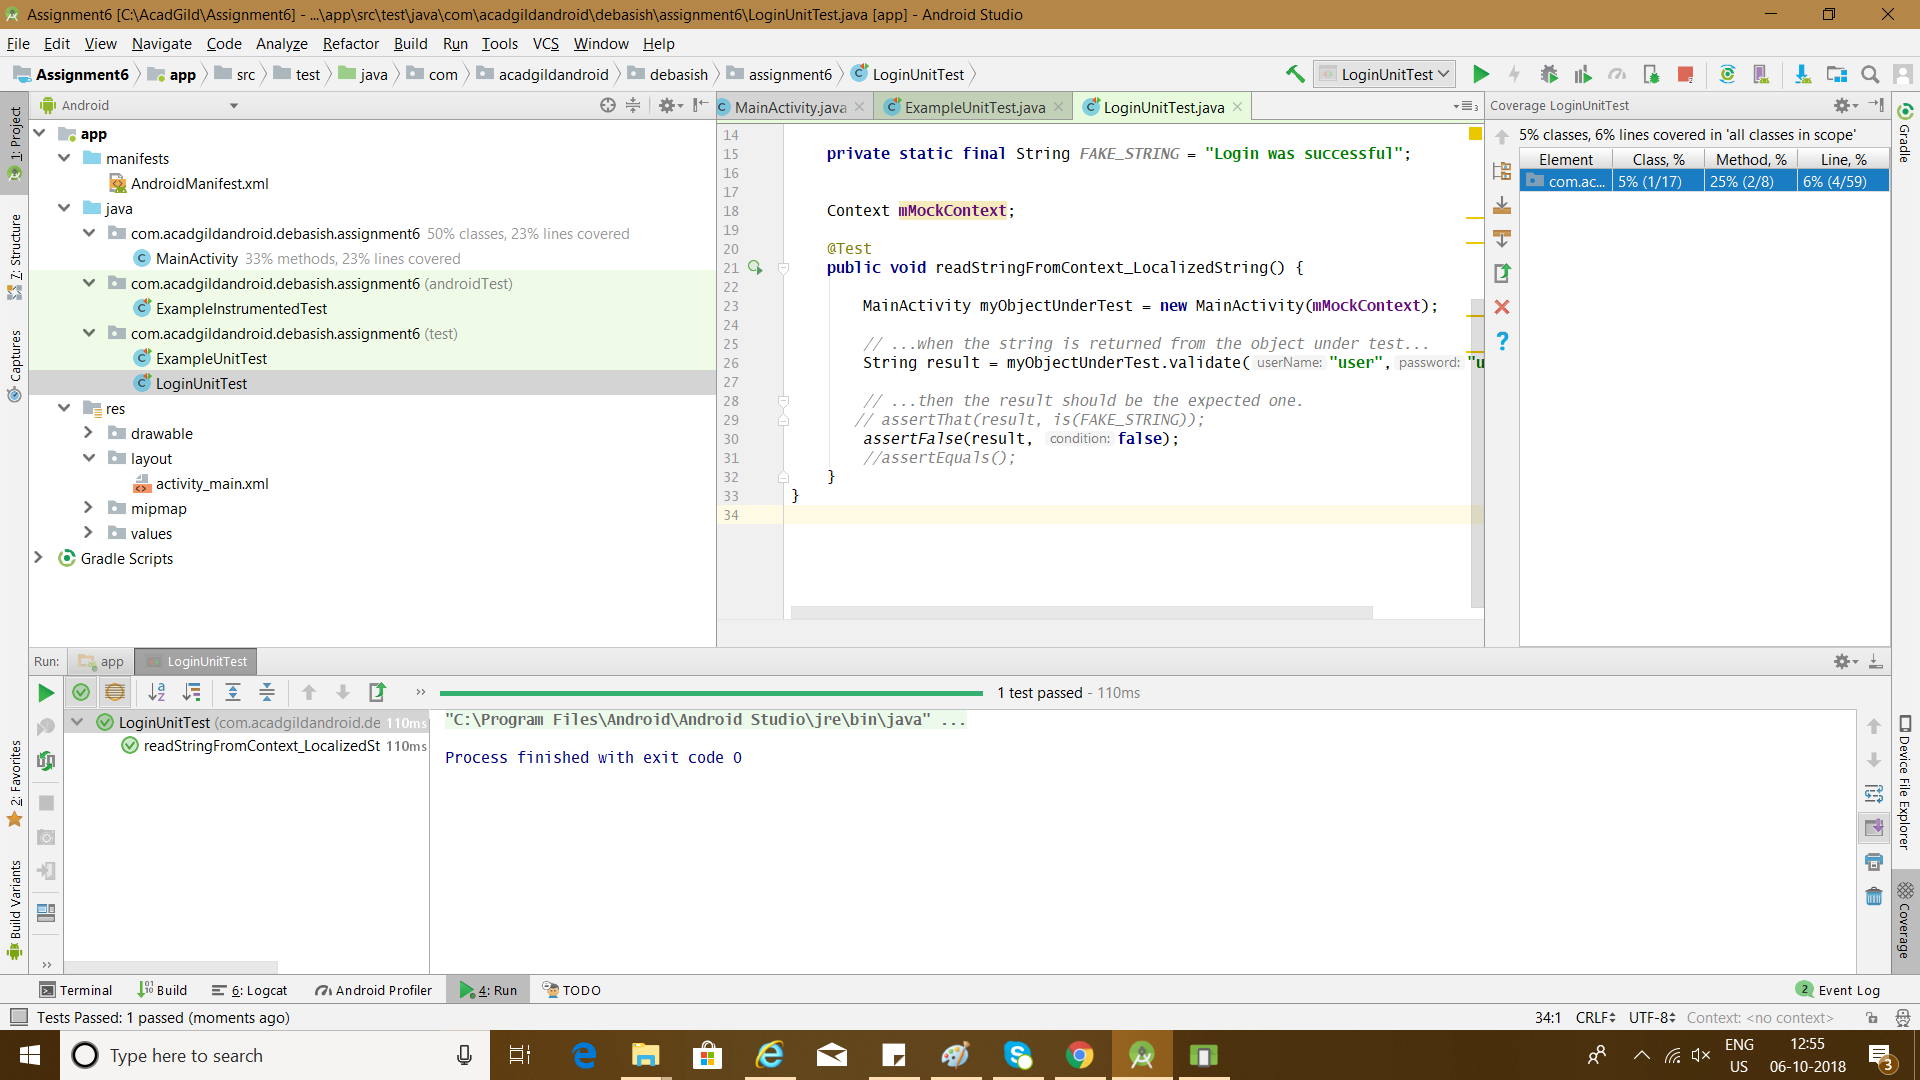 Assignment6 [C:\AcadGild\Assignment6] - ...\app\src\test\java\com\acadgildandroid\debasish\assignment6\LoginUnitTest.java [app] - Android Studio
File Edit View Navigate Code Analyze Refactor Build Run Tools VCS Window Help
Assignment6 app src test java com acadgildandroid debasish assignment6 LoginUnitTest
LoginUnitTest
1: Project
7: Structure
Captures
2: Favorites
Build Variants
Android
app
manifests
AndroidManifest.xml
java
com.acadgildandroid.debasish.assignment6 50% classes, 23% lines covered
MainActivity 33% methods, 23% lines covered
com.acadgildandroid.debasish.assignment6 (androidTest)
ExampleInstrumentedTest
com.acadgildandroid.debasish.assignment6 (test)
ExampleUnitTest
LoginUnitTest
res
drawable
layout
activity_main.xml
mipmap
values
Gradle Scripts
MainActivity.java ExampleUnitTest.java LoginUnitTest.java
14
15 private static final String FAKE_STRING = "Login was successful";
16
17
18 Context mMockContext;
19
20 @Test
21 public void readStringFromContext_LocalizedString() {
22
23 MainActivity myObjectUnderTest = new MainActivity(mMockContext);
24
25 // ...when the string is returned from the object under test...
26 String result = myObjectUnderTest.validate( userName: "user", password: "u
27
28 // ...then the result should be the expected one.
29 // assertThat(result, is(FAKE_STRING));
30 assertFalse(result, condition: false);
31 //assertEquals();
32 }
33 }
34
Coverage LoginUnitTest
5% classes, 6% lines covered in 'all classes in scope'
Element Class, % Method, % Line, %
com.ac... 5% (1/17) 25% (2/8) 6% (4/59)
Gradle
Device File Explorer
Coverage
Run: app LoginUnitTest
1 test passed - 110ms
LoginUnitTest (com.acadgildandroid.de 110ms
readStringFromContext_LocalizedSt 110ms
"C:\Program Files\Android\Android Studio\jre\bin\java" ...
Process finished with exit code 0
Terminal Build 6: Logcat Android Profiler 4: Run TODO
2 Event Log
Tests Passed: 1 passed (moments ago)
34:1 CRLF UTF-8 Context: <no context>
Type here to search
ENG
US
12:55
06-10-2018
3